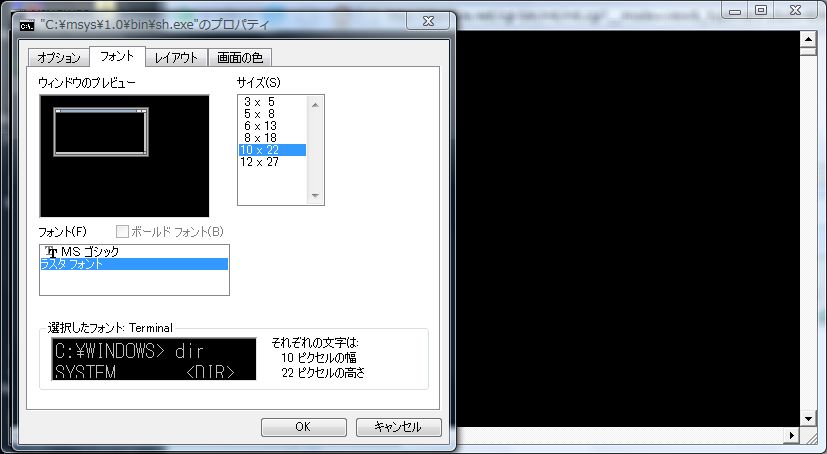 "C:¥msys¥1.0¥bin¥sh.exe"のプロパティ
オプション フォント レイアウト 画面の色
ウィンドウのプレビュー サイズ(S)
3 x 5
5 x 8
6 x 13
8 x 18
10 x 22
12 x 27
フォント(F) ボールド フォント(B)
MS ゴシック
ラスタ フォント
選択したフォント: Terminal
C:¥WINDOWS> dir
SYSTEM <DIR>
それぞれの文字は:
10 ピクセルの幅
22 ピクセルの高さ
OK キャンセル